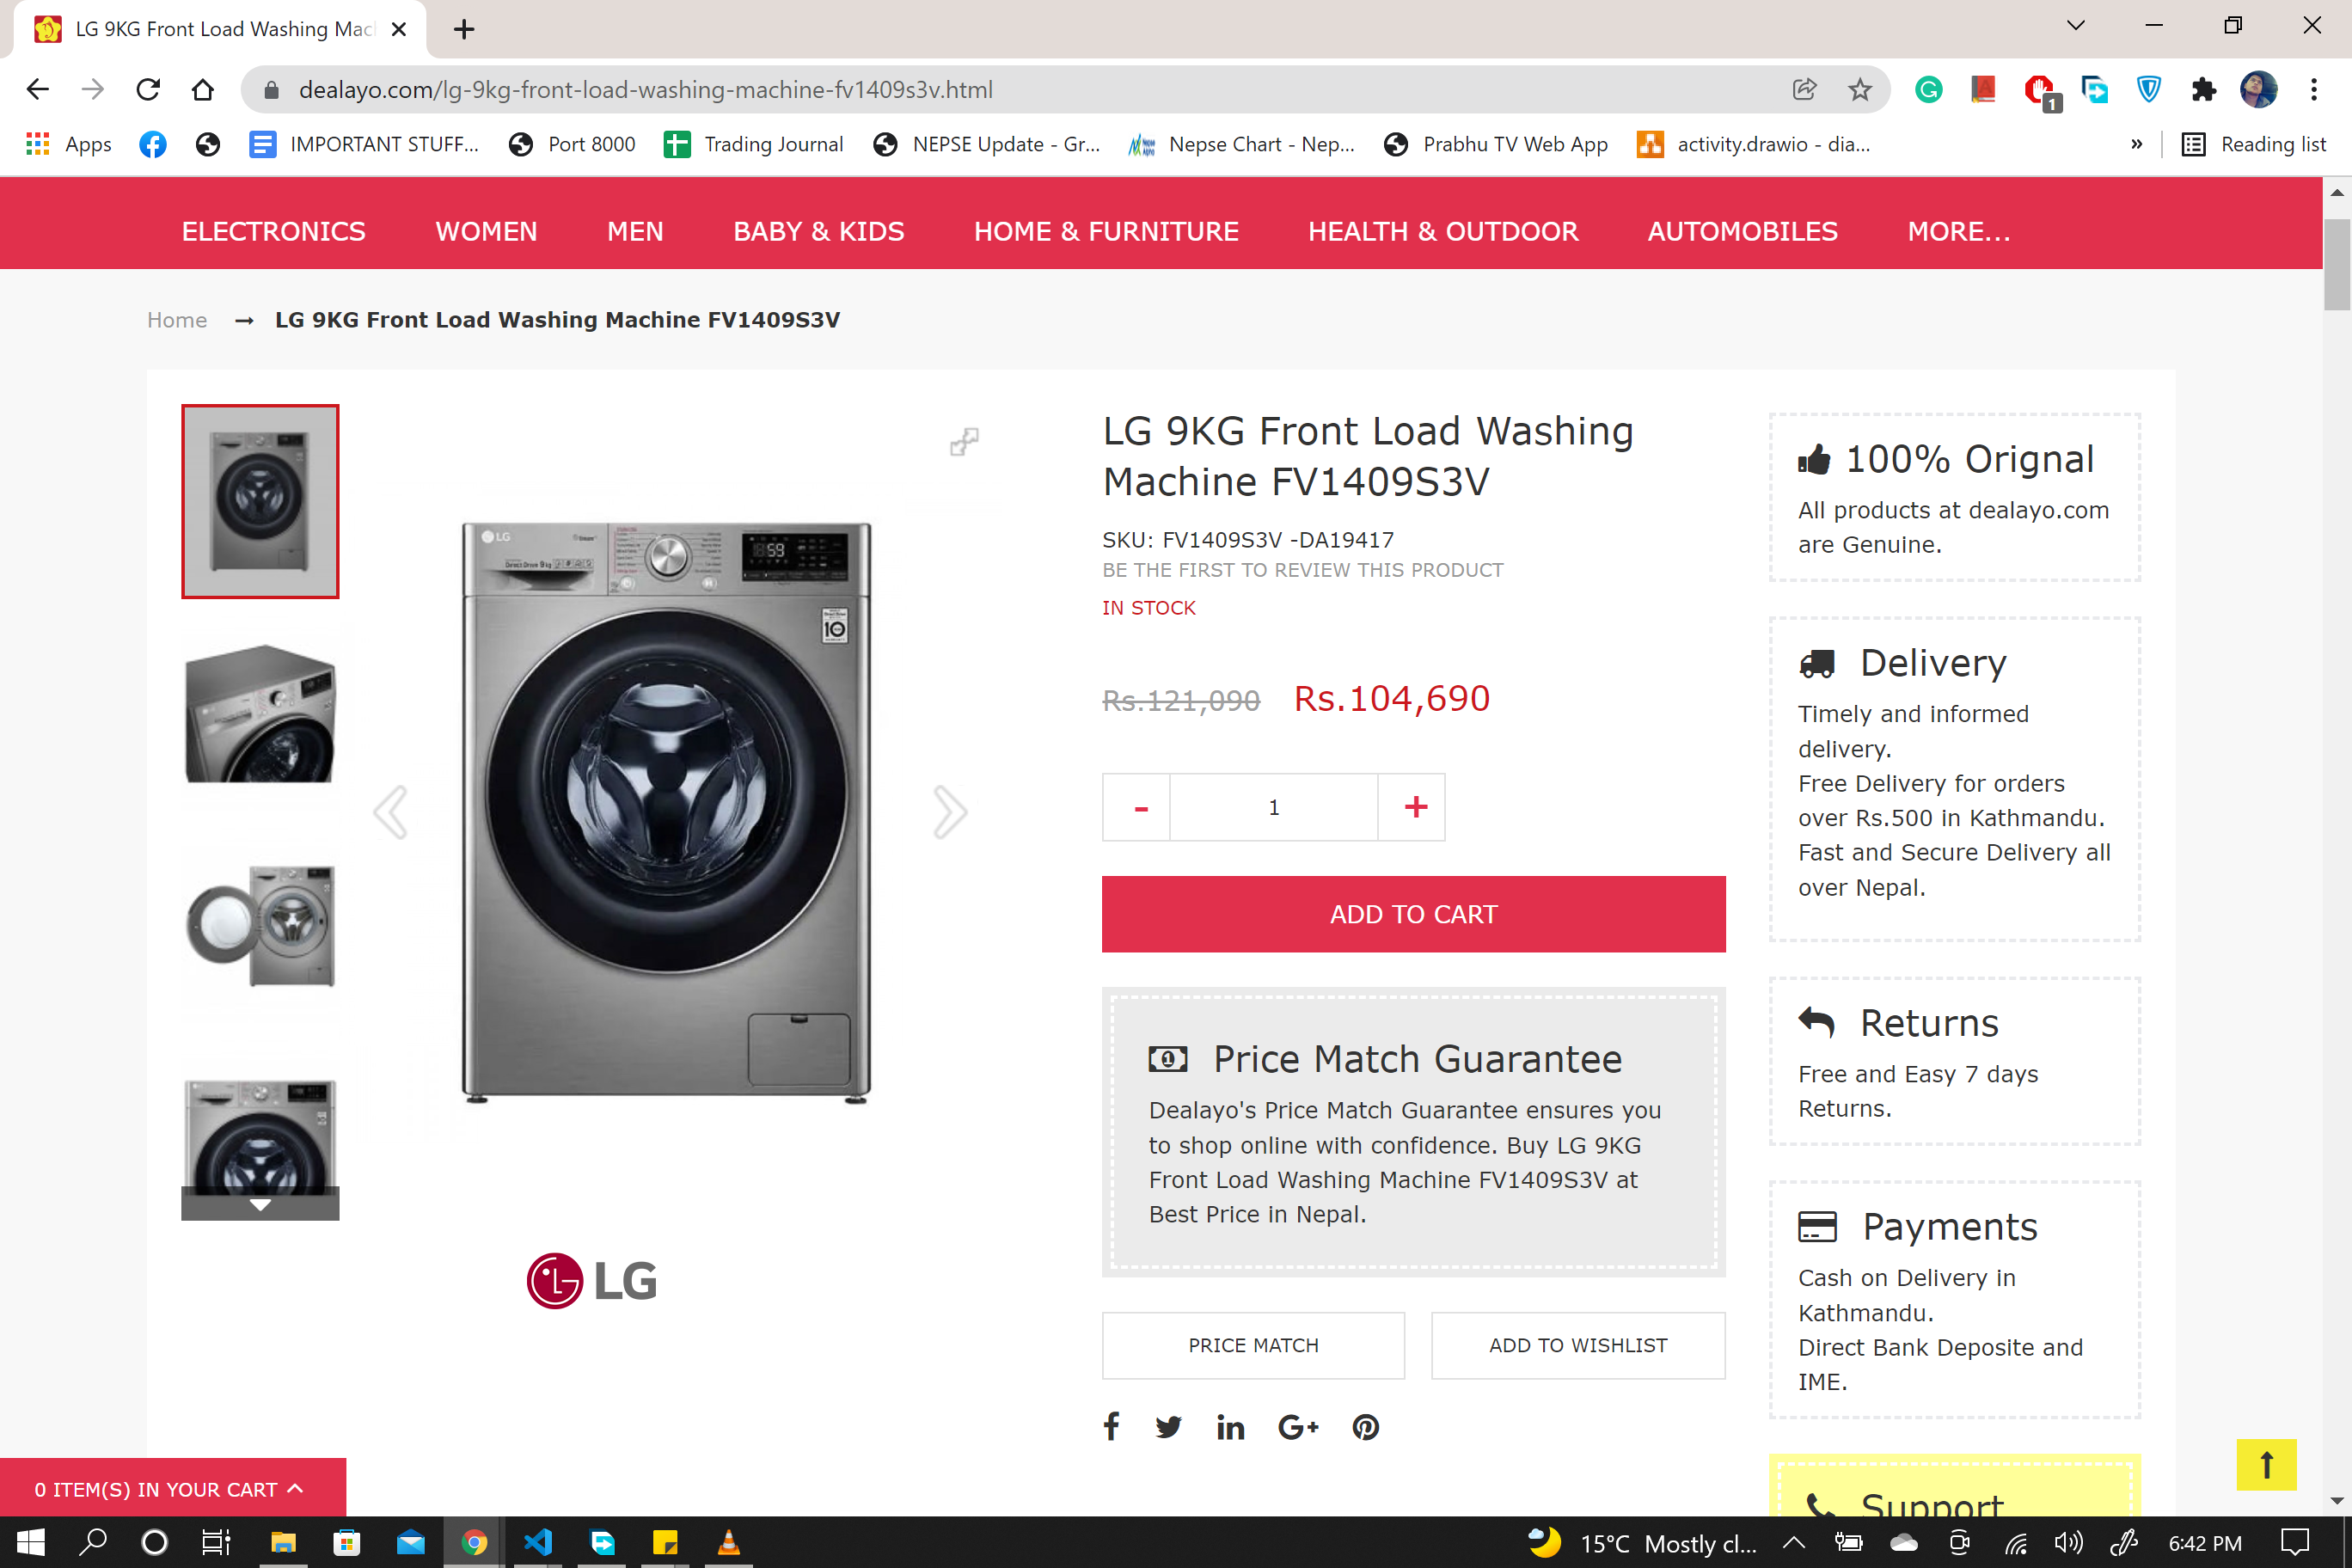 LG 9KG Front Load Washing Mac
dealayo.com/lg-9kg-front-load-washing-machine-fv1409s3v.html
1
Apps
IMPORTANT STUFF...
Port 8000
Trading Journal
NEPSE Update - Gr...
Nepse Chart - Nep...
Prabhu TV Web App
activity.drawio - dia...
»
Reading list
ELECTRONICS
WOMEN
MEN
BABY & KIDS
HOME & FURNITURE
HEALTH & OUTDOOR
AUTOMOBILES
MORE...
Home → LG 9KG Front Load Washing Machine FV1409S3V
LG
Direct Drive 9kg
10
LG
LG 9KG Front Load Washing
Machine FV1409S3V
SKU: FV1409S3V -DA19417
BE THE FIRST TO REVIEW THIS PRODUCT
IN STOCK
Rs.121,090 Rs.104,690
- 1 +
ADD TO CART
Price Match Guarantee
Dealayo's Price Match Guarantee ensures you
to shop online with confidence. Buy LG 9KG
Front Load Washing Machine FV1409S3V at
Best Price in Nepal.
PRICE MATCH
ADD TO WISHLIST
100% Orignal
All products at dealayo.com
are Genuine.
Delivery
Timely and informed
delivery.
Free Delivery for orders
over Rs.500 in Kathmandu.
Fast and Secure Delivery all
over Nepal.
Returns
Free and Easy 7 days
Returns.
Payments
Cash on Delivery in
Kathmandu.
Direct Bank Deposite and
IME.
Support
0 ITEM(S) IN YOUR CART
15°C Mostly cl...
6:42 PM